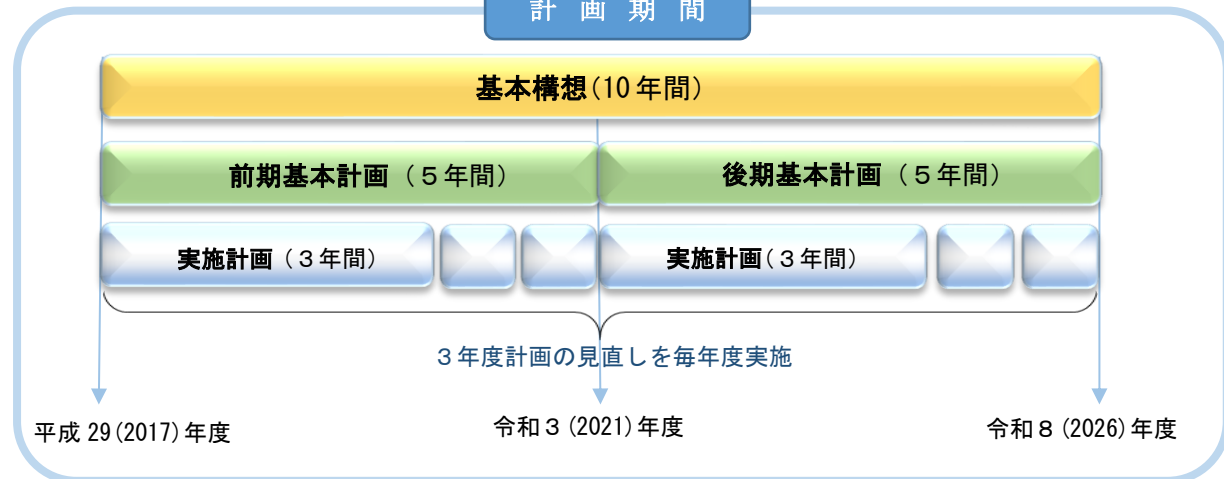 計画期間
基本構想(10年間)
前期基本計画（５年間）
後期基本計画（５年間）
実施計画（３年間）
実施計画(３年間)
３年度計画の見直しを毎年度実施
平成29(2017)年度
令和３(2021)年度
令和８(2026)年度